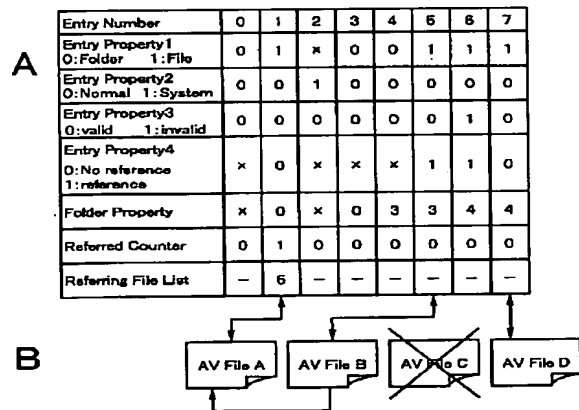 A
Entry Number 0 1 2 3 4 5 6 7
Entry Property1
0:Folder 1:File 0 1 × 0 0 1 1 1
Entry Property2
0:Normal 1:System 0 0 1 0 0 0 0 0
Entry Property3
0:valid 1:invalid 0 0 0 0 0 0 1 0
Entry Property4
0:No reference
1:reference × 0 × × × 1 1 0
Folder Property × 0 × 0 3 3 4 4
Referred Counter 0 1 0 0 0 0 0 0
Referring File List – 5 – – – – – –
B
AV File A AV File B AV File C AV File D